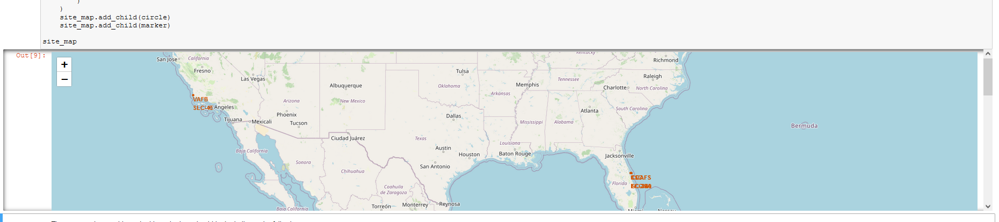 )
)
site_map.add_child(circle)
site_map.add_child(marker)
site_map
Out[9]:
+
−
San Jose
California
Fresno
Las Vegas
VAFB
SLC-4E
Los Angeles
Tijuana
Mexicali
Arizona
Phoenix
Tucson
Albuquerque
New Mexico
Ciudad Juárez
Baja California
Sonora
Chihuahua
Coahuila
de Zaragoza
Baja California
Torreón
Monterrey
Reynosa
Tulsa
Oklahoma
Dallas
Texas
Austin
San Antonio
Houston
Kentucky
Memphis
Tennessee
Arkansas
Mississippi
Alabama
Louisiana
Baton Rouge
Richmond
Raleigh
Charlotte
North Carolina
South Carolina
Atlanta
Jacksonville
Florida
Miami
Nassau
Bermuda